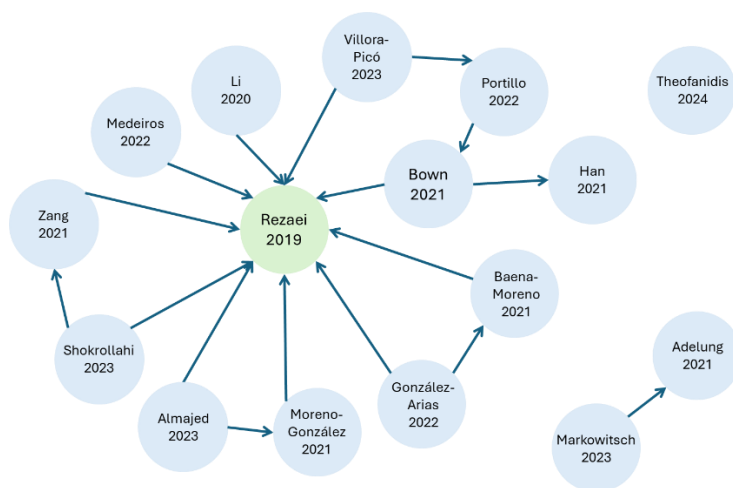 Villora-
Picó
2023
Li
2020
Portillo
2022
Theofanidis
2024
Medeiros
2022
Bown
2021
Han
2021
Zang
2021
Rezaei
2019
Baena-
Moreno
2021
Shokrollahi
2023
Adelung
2021
Almajed
2023
Moreno-
González
2021
González-
Arias
2022
Markowitsch
2023